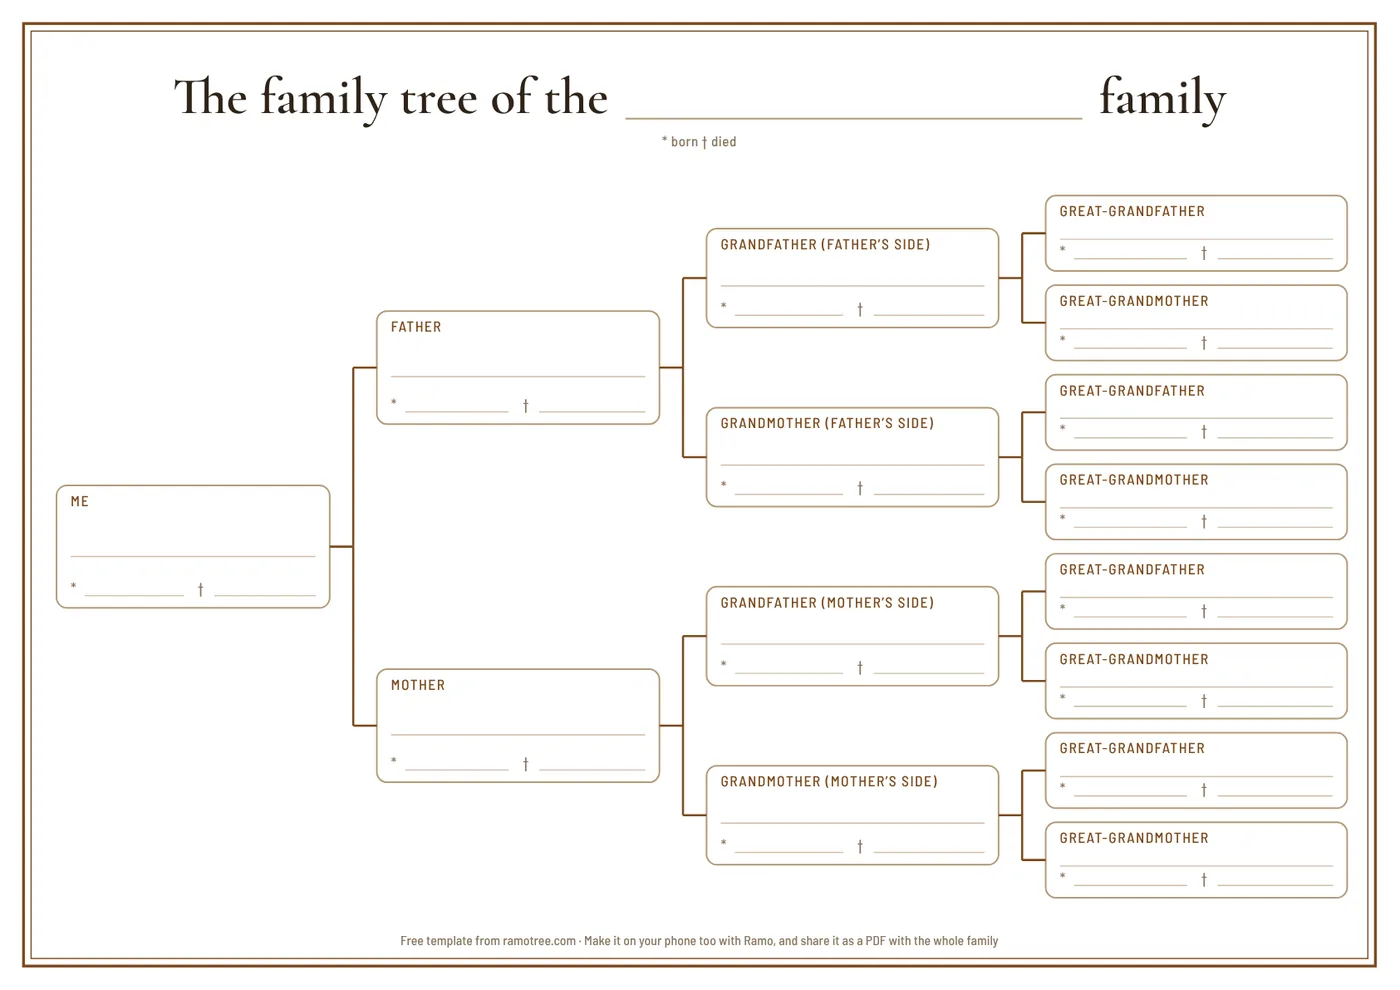 The family tree of the ____ family
* born † died
GREAT-GRANDFATHER
* †
GRANDFATHER (FATHER'S SIDE)
* †
GREAT-GRANDMOTHER
* †
FATHER
* †
GREAT-GRANDFATHER
* †
GRANDMOTHER (FATHER'S SIDE)
* †
GREAT-GRANDMOTHER
* †
ME
* †
GREAT-GRANDFATHER
* †
GRANDFATHER (MOTHER'S SIDE)
* †
GREAT-GRANDMOTHER
* †
MOTHER
* †
GREAT-GRANDFATHER
* †
GRANDMOTHER (MOTHER'S SIDE)
* †
GREAT-GRANDMOTHER
* †
Free template from ramotree.com · Make it on your phone too with Ramo, and share it as a PDF with the whole family